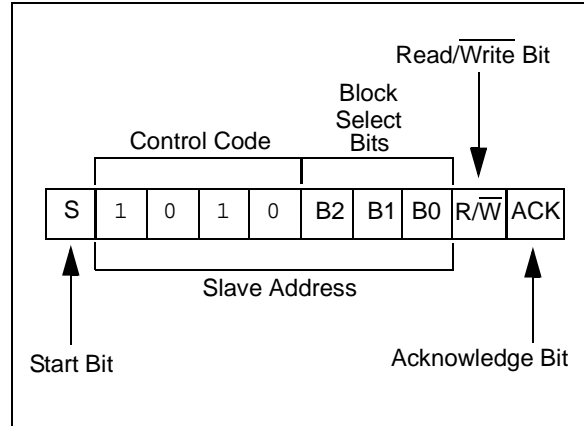 Read/Write Bit
Block
Select
Bits
Control Code
S 1 0 1 0 B2 B1 B0 R/W ACK
Slave Address
Start Bit
Acknowledge Bit